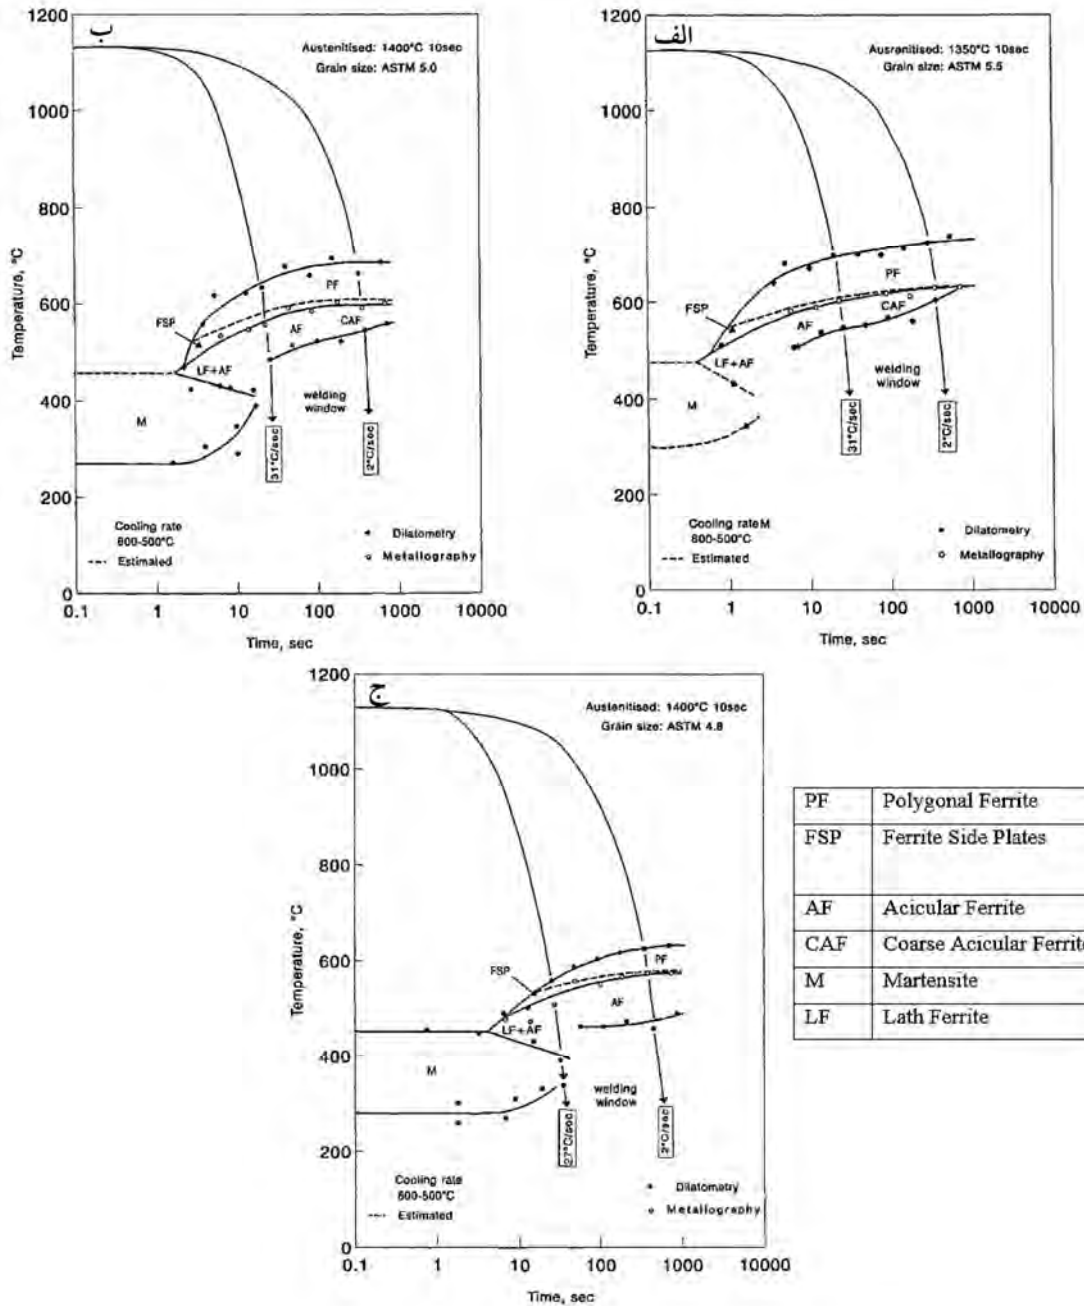 ب
Austenitised: 1400°C 10sec
Grain size: ASTM 5.0
1200
1000
800
600
400
200
0
Temperature, °C
PF
FSP
CAF
AF
LF+AF
M
welding
window
31°C/sec
2°C/sec
Cooling rate
800-500°C
Estimated
Dilatometry
Metallography
0.1
1
10
100
1000
10000
Time, sec
الف
Ausrenitised: 1350°C 10sec
Grain size: ASTM 5.5
1200
1000
800
600
400
200
0
Temperature, °C
PF
FSP
AF
CAF
LF+AF
M
welding
window
31°C/sec
2°C/sec
Cooling rate M
800-500°C
Estimated
Dilatometry
Metallography
0.1
1
10
100
1000
10000
Time, sec
ج
Austenitised: 1400°C 10sec
Grain size: ASTM 4.8
1200
1000
800
600
400
200
0
Temperature, °C
FSP
PF
AF
LF+AF
M
welding
window
27°C/sec
2°C/sec
Cooling rate
800-500°C
Estimated
Dilatometry
Metallography
0.1
1
10
100
1000
10000
Time, sec
PF Polygonal Ferrite
FSP Ferrite Side Plates
AF Acicular Ferrite
CAF Coarse Acicular Ferrite
M Martensite
LF Lath Ferrite